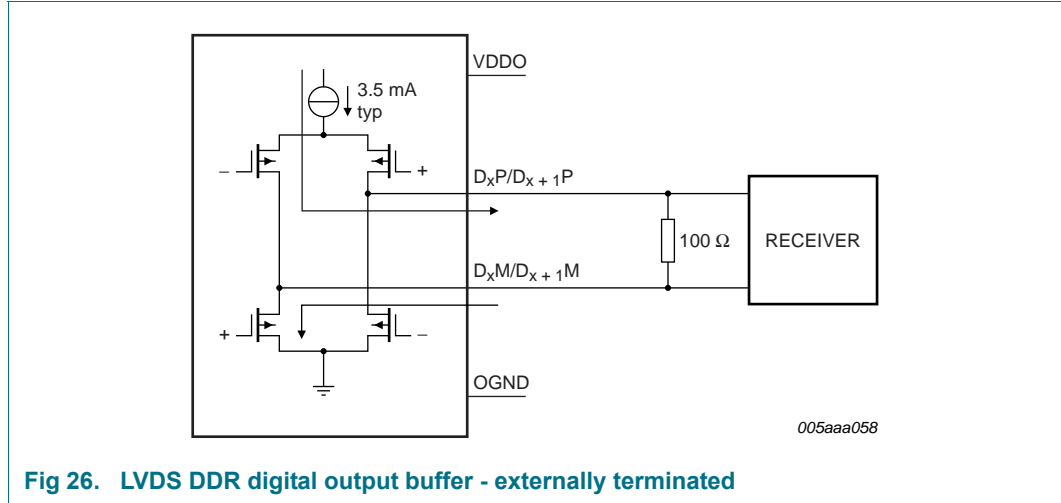 VDDO
3.5 mA
typ
–
+
DxP/Dx + 1P
100 Ω
RECEIVER
DxM/Dx + 1M
+
–
OGND
005aaa058
Fig 26. LVDS DDR digital output buffer - externally terminated